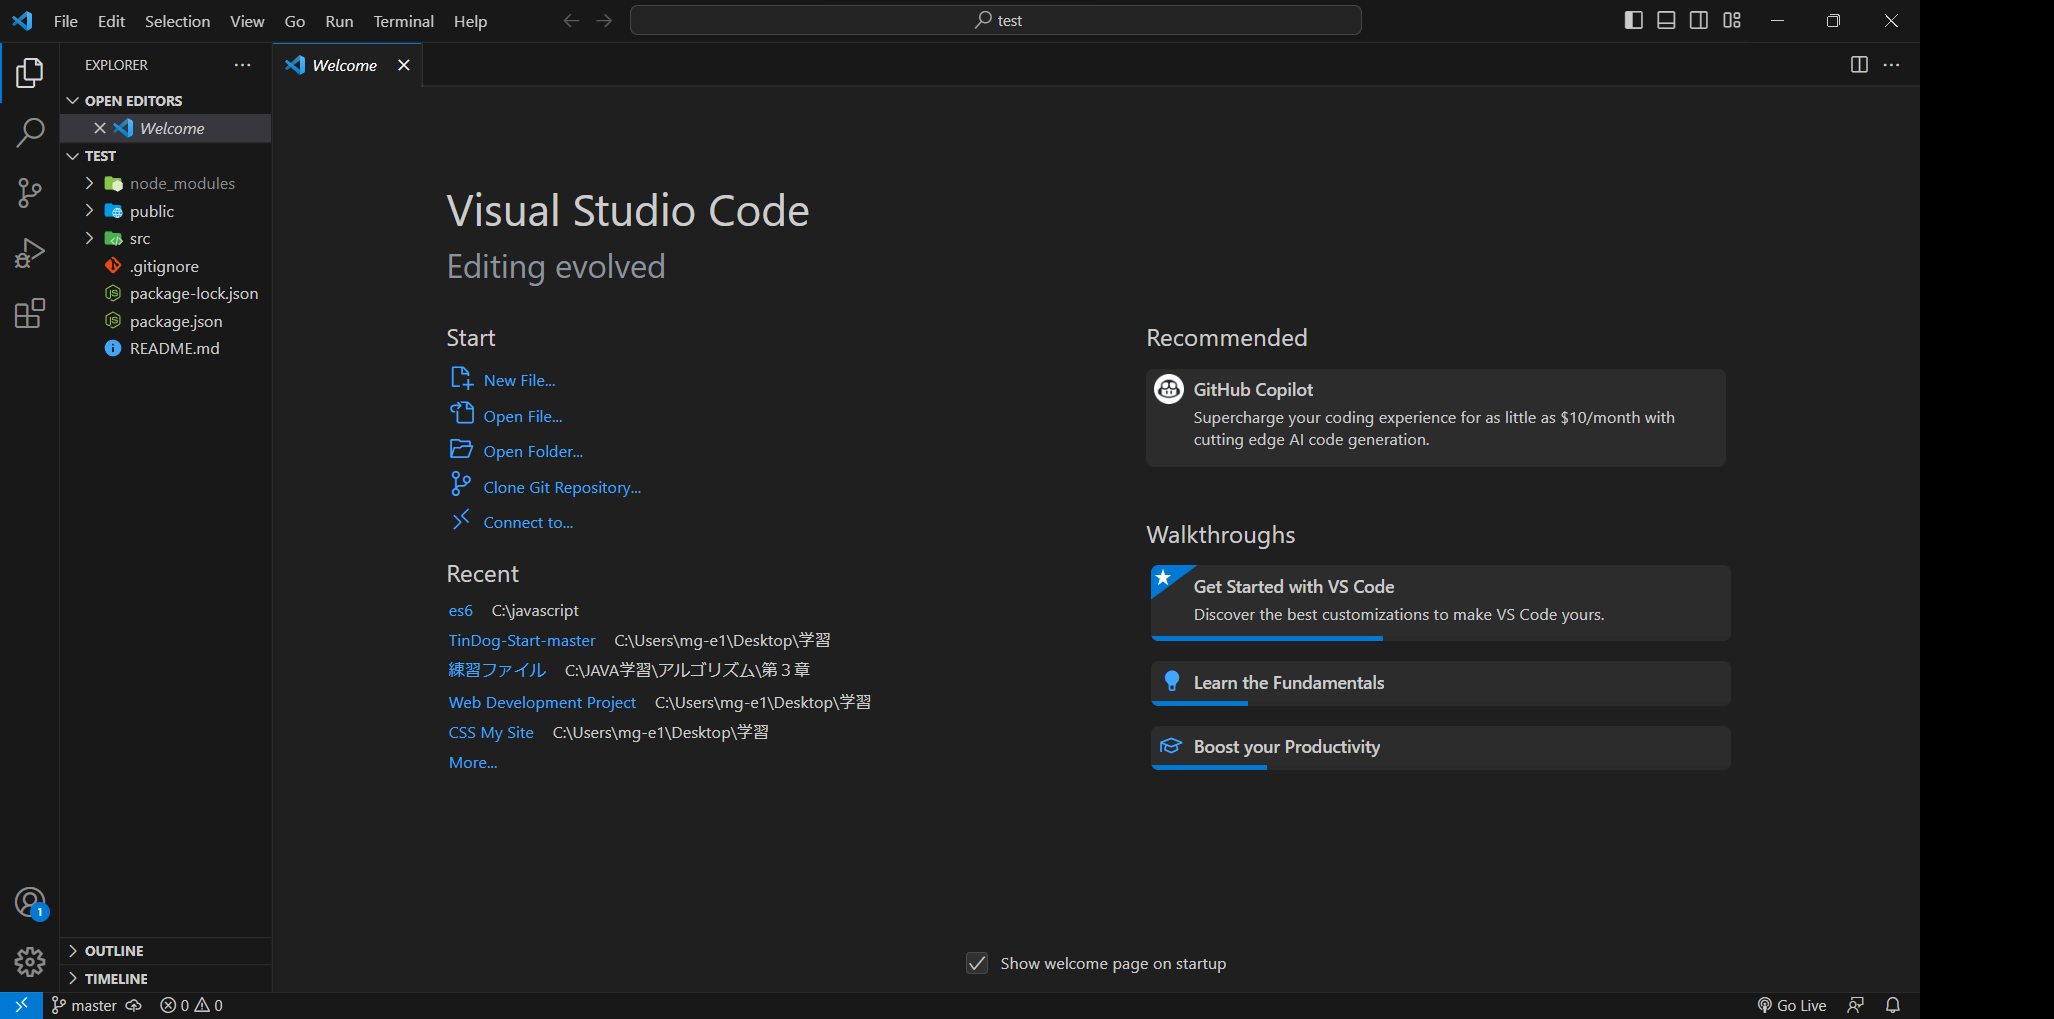 File Edit Selection View Go Run Terminal Help
test
EXPLORER
OPEN EDITORS
Welcome
TEST
node_modules
public
src
.gitignore
package-lock.json
package.json
README.md
OUTLINE
TIMELINE
Welcome
Visual Studio Code
Editing evolved
Start
New File...
Open File...
Open Folder...
Clone Git Repository...
Connect to...
Recent
es6 C:\javascript
TinDog-Start-master C:\Users\mg-e1\Desktop\学習
練習ファイル C:\JAVA学習\アルゴリズム\第３章
Web Development Project C:\Users\mg-e1\Desktop\学習
CSS My Site C:\Users\mg-e1\Desktop\学習
More...
Recommended
GitHub Copilot
Supercharge your coding experience for as little as $10/month with
cutting edge AI code generation.
Walkthroughs
Get Started with VS Code
Discover the best customizations to make VS Code yours.
Learn the Fundamentals
Boost your Productivity
Show welcome page on startup
1
master 0 0
Go Live